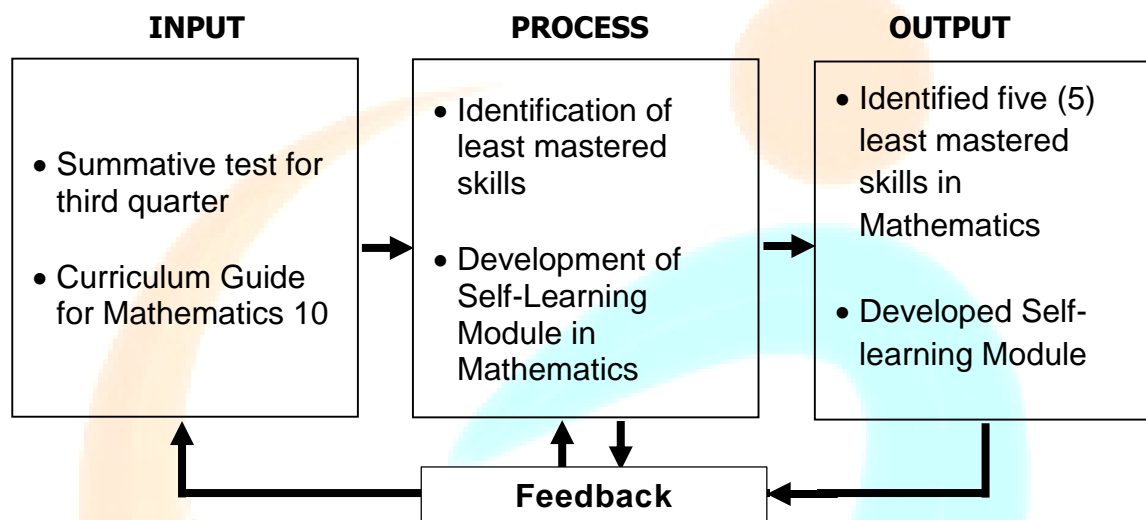 INPUT
• Summative test for
third quarter
• Curriculum Guide
for Mathematics 10
PROCESS
• Identification of
least mastered
skills
• Development of
Self-Learning
Module in
Mathematics
OUTPUT
• Identified five (5)
least mastered
skills in
Mathematics
• Developed Self-
learning Module
Feedback